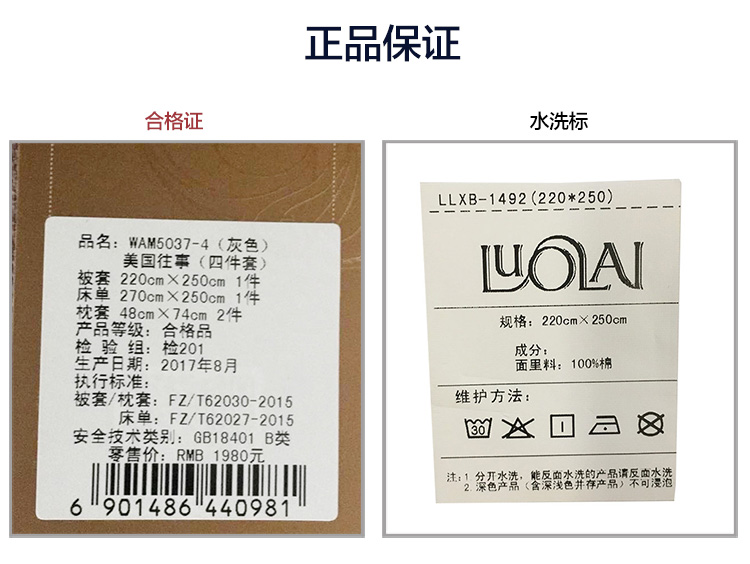 正品保证
合格证
水洗标
品名：WAM5037-4（灰色）
美国往事（四件套）
被套 220cm×250cm 1件
床单 270cm×250cm 1件
枕套 48cm×74cm 2件
产品等级：合格品
检 验 组：检201
生产日期：2017年8月
执行标准：
被套/枕套：FZ/T62030-2015
床单：FZ/T62027-2015
安全技术类别：GB18401 B类
零售价：RMB 1980元
6 901486 440981
LLXB-1492(220*250)
LUOLAI
规格：220cm×250cm
成分：
面里料：100%棉
维护方法：
30
注：1 分开水洗，能反面水洗的产品请反面水洗
2.深色产品（含深浅色并存产品）不可浸泡